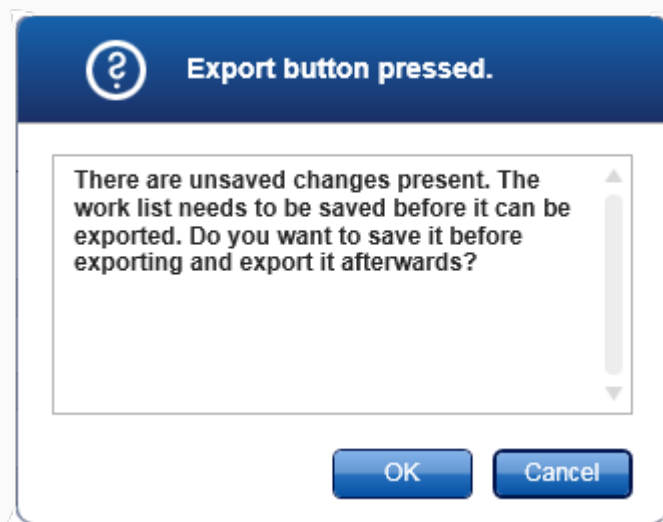 Export button pressed.
There are unsaved changes present. The
work list needs to be saved before it can be
exported. Do you want to save it before
exporting and export it afterwards?
OK
Cancel